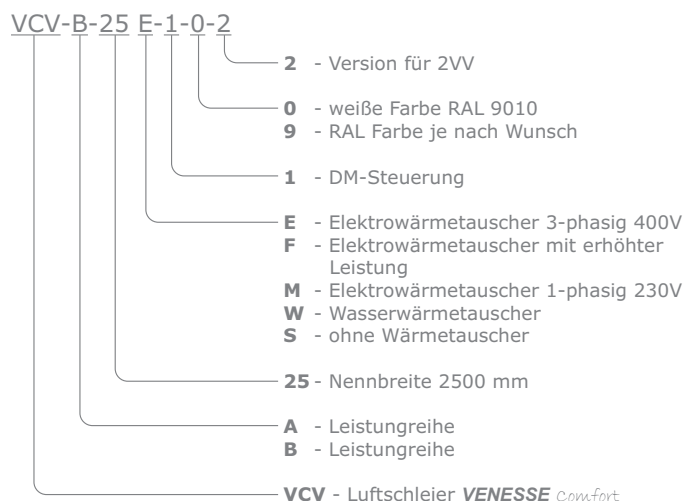 VCV-B-25 E-1-0-2
2 - Version für 2VV
0 - weiße Farbe RAL 9010
9 - RAL Farbe je nach Wunsch
1 - DM-Steuerung
E - Elektrowärmetauscher 3-phasig 400V
F - Elektrowärmetauscher mit erhöhter
Leistung
M - Elektrowärmetauscher 1-phasig 230V
W - Wasserwärmetauscher
S - ohne Wärmetauscher
25 - Nennbreite 2500 mm
A - Leistungreihe
B - Leistungreihe
VCV - Luftschleier VENESSE Comfort